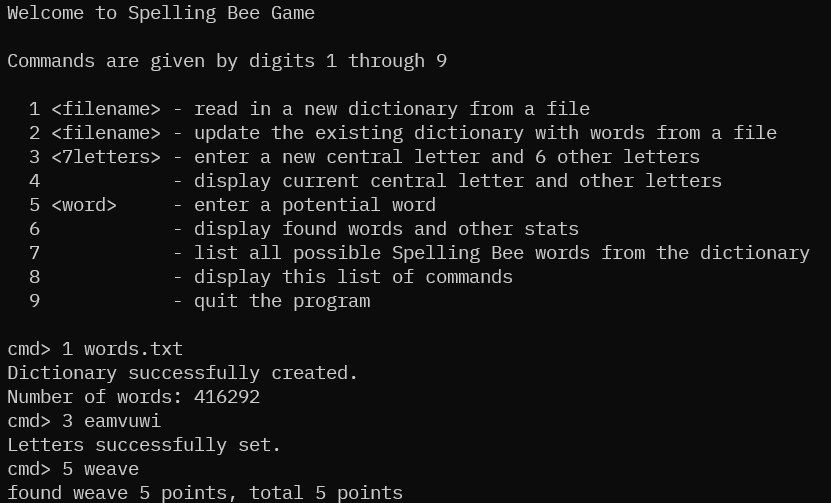 Welcome to Spelling Bee Game
Commands are given by digits 1 through 9
1 <filename> - read in a new dictionary from a file
2 <filename> - update the existing dictionary with words from a file
3 <7letters> - enter a new central letter and 6 other letters
4 - display current central letter and other letters
5 <word> - enter a potential word
6 - display found words and other stats
7 - list all possible Spelling Bee words from the dictionary
8 - display this list of commands
9 - quit the program
cmd> 1 words.txt
Dictionary successfully created.
Number of words: 416292
cmd> 3 eamvuwi
Letters successfully set.
cmd> 5 weave
found weave 5 points, total 5 points